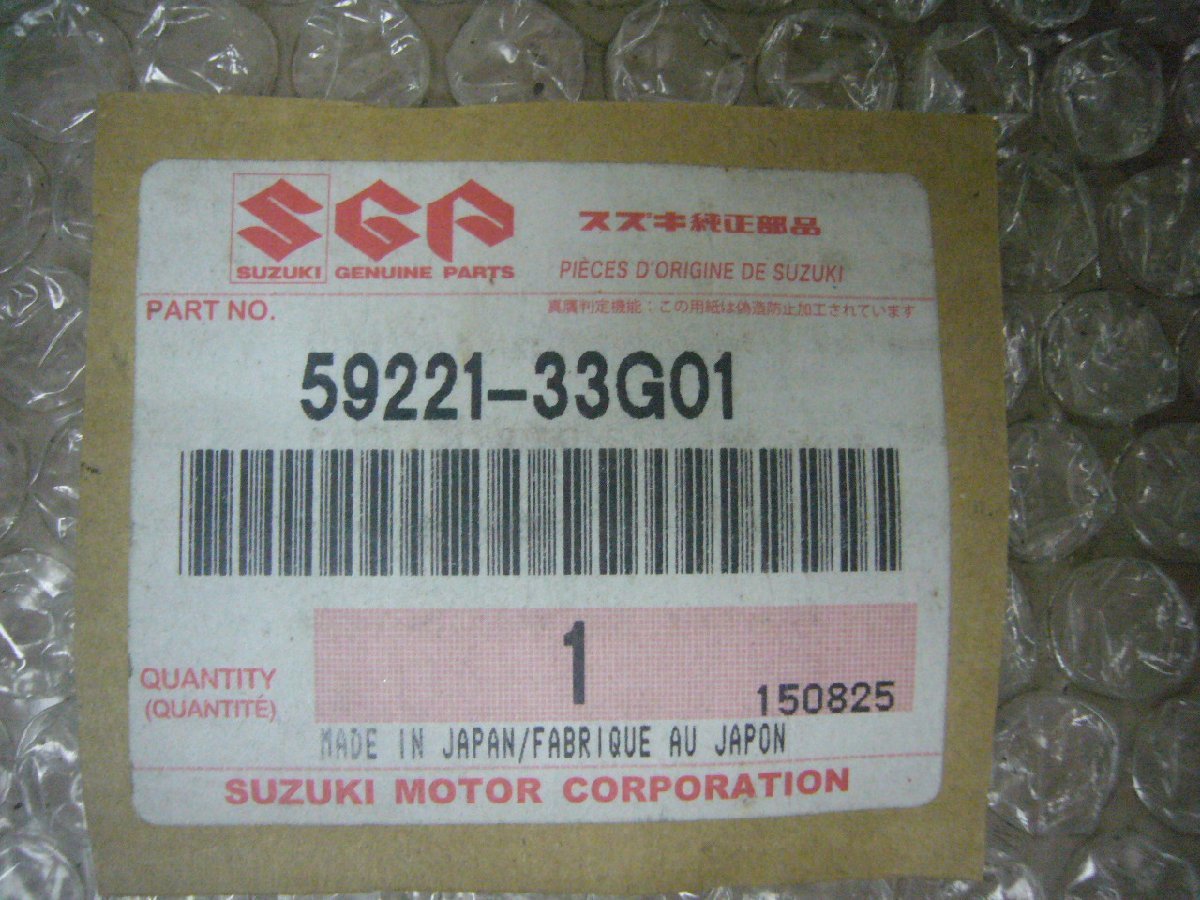 SGP
SUZUKI GENUINE PARTS
スズキ純正部品
PIÈCES D'ORIGINE DE SUZUKI
PART NO.
真贋判定機能:この用紙は偽造防止加工されています
59221-33G01
QUANTITY
(QUANTITÉ)
1
150825
MADE IN JAPAN/FABRIQUE AU JAPON
SUZUKI MOTOR CORPORATION